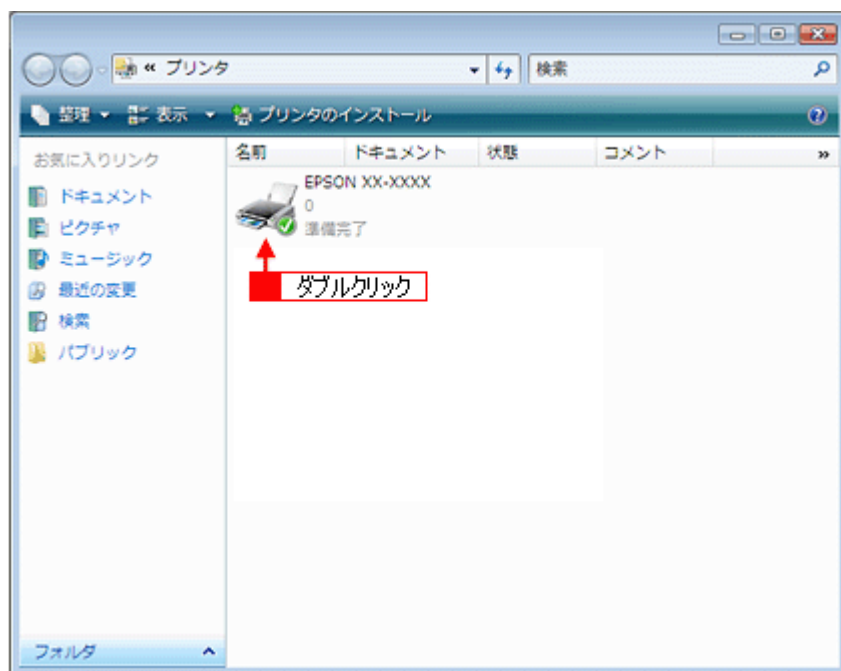 « プリンタ
検索
整理 表示 プリンタのインストール
お気に入りリンク
ドキュメント
ピクチャ
ミュージック
最近の変更
検索
パブリック
フォルダ
名前 ドキュメント 状態 コメント »
EPSON XX-XXXX
0
準備完了
ダブルクリック